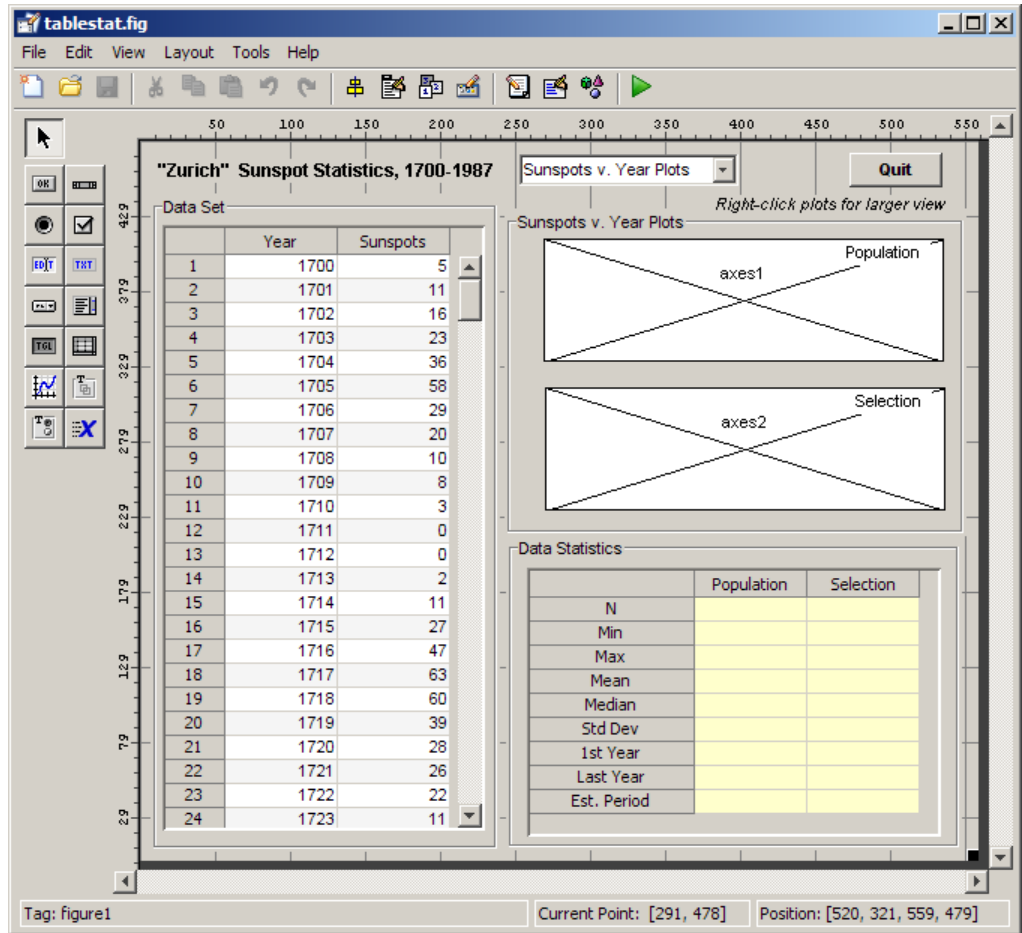 tablestat.fig
File Edit View Layout Tools Help
50 100 150 200 250 300 350 400 450 500 550
"Zurich" Sunspot Statistics, 1700-1987
Sunspots v. Year Plots
Quit
Right-click plots for larger view
OK
EDIT TXT
TGL
429
379
329
279
229
179
129
79
29
Data Set
Year Sunspots
1 1700 5
2 1701 11
3 1702 16
4 1703 23
5 1704 36
6 1705 58
7 1706 29
8 1707 20
9 1708 10
10 1709 8
11 1710 3
12 1711 0
13 1712 0
14 1713 2
15 1714 11
16 1715 27
17 1716 47
18 1717 63
19 1718 60
20 1719 39
21 1720 28
22 1721 26
23 1722 22
24 1723 11
Sunspots v. Year Plots
Population
axes1
Selection
axes2
Data Statistics
Population Selection
N
Min
Max
Mean
Median
Std Dev
1st Year
Last Year
Est. Period
Tag: figure1
Current Point: [291, 478]
Position: [520, 321, 559, 479]